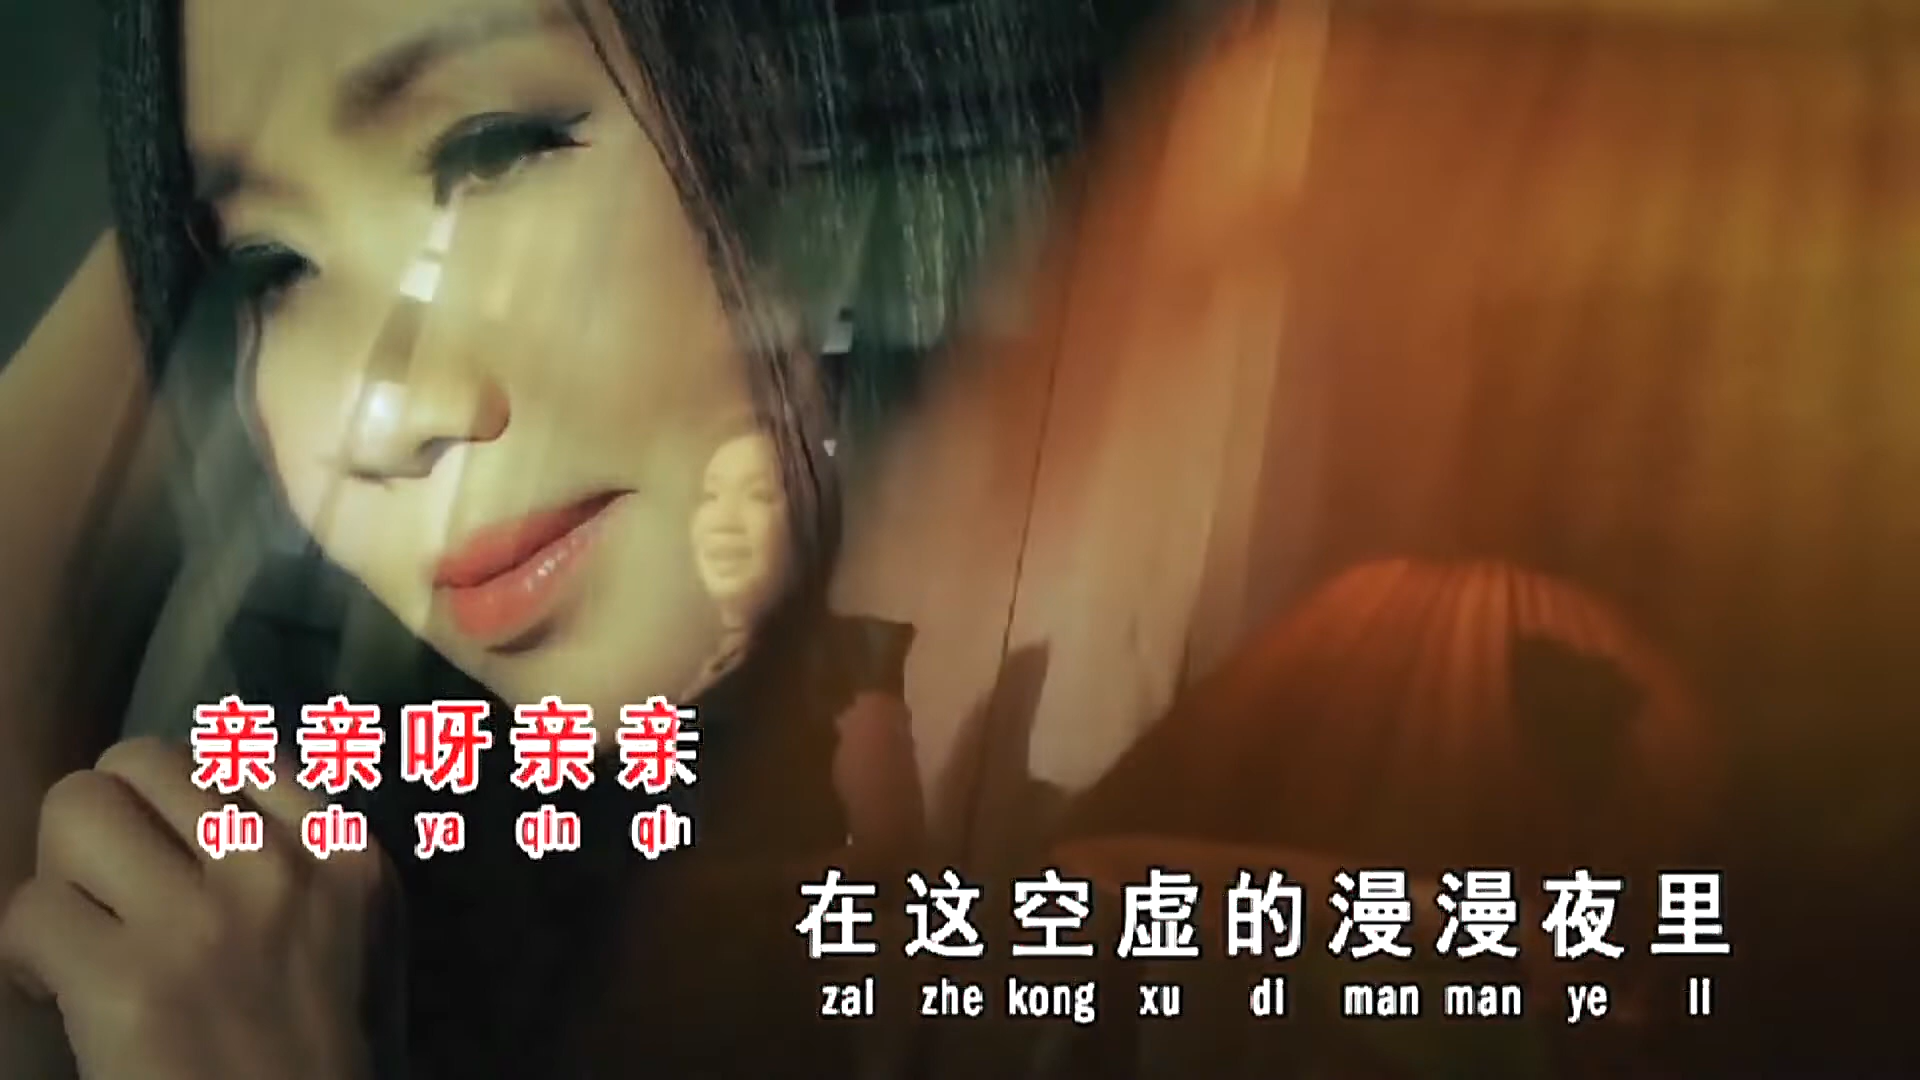 亲亲呀亲亲
qin qin ya qin qin
在这空虚的漫漫夜里
zai zhe kong xu di man man ye li